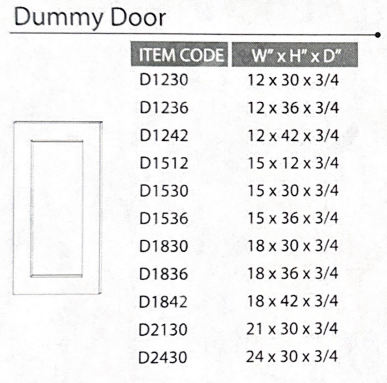 Dummy Door
ITEM CODE W" x H" x D"
D1230 12 x 30 x 3/4
D1236 12 x 36 x 3/4
D1242 12 x 42 x 3/4
D1512 15 x 12 x 3/4
D1530 15 x 30 x 3/4
D1536 15 x 36 x 3/4
D1830 18 x 30 x 3/4
D1836 18 x 36 x 3/4
D1842 18 x 42 x 3/4
D2130 21 x 30 x 3/4
D2430 24 x 30 x 3/4